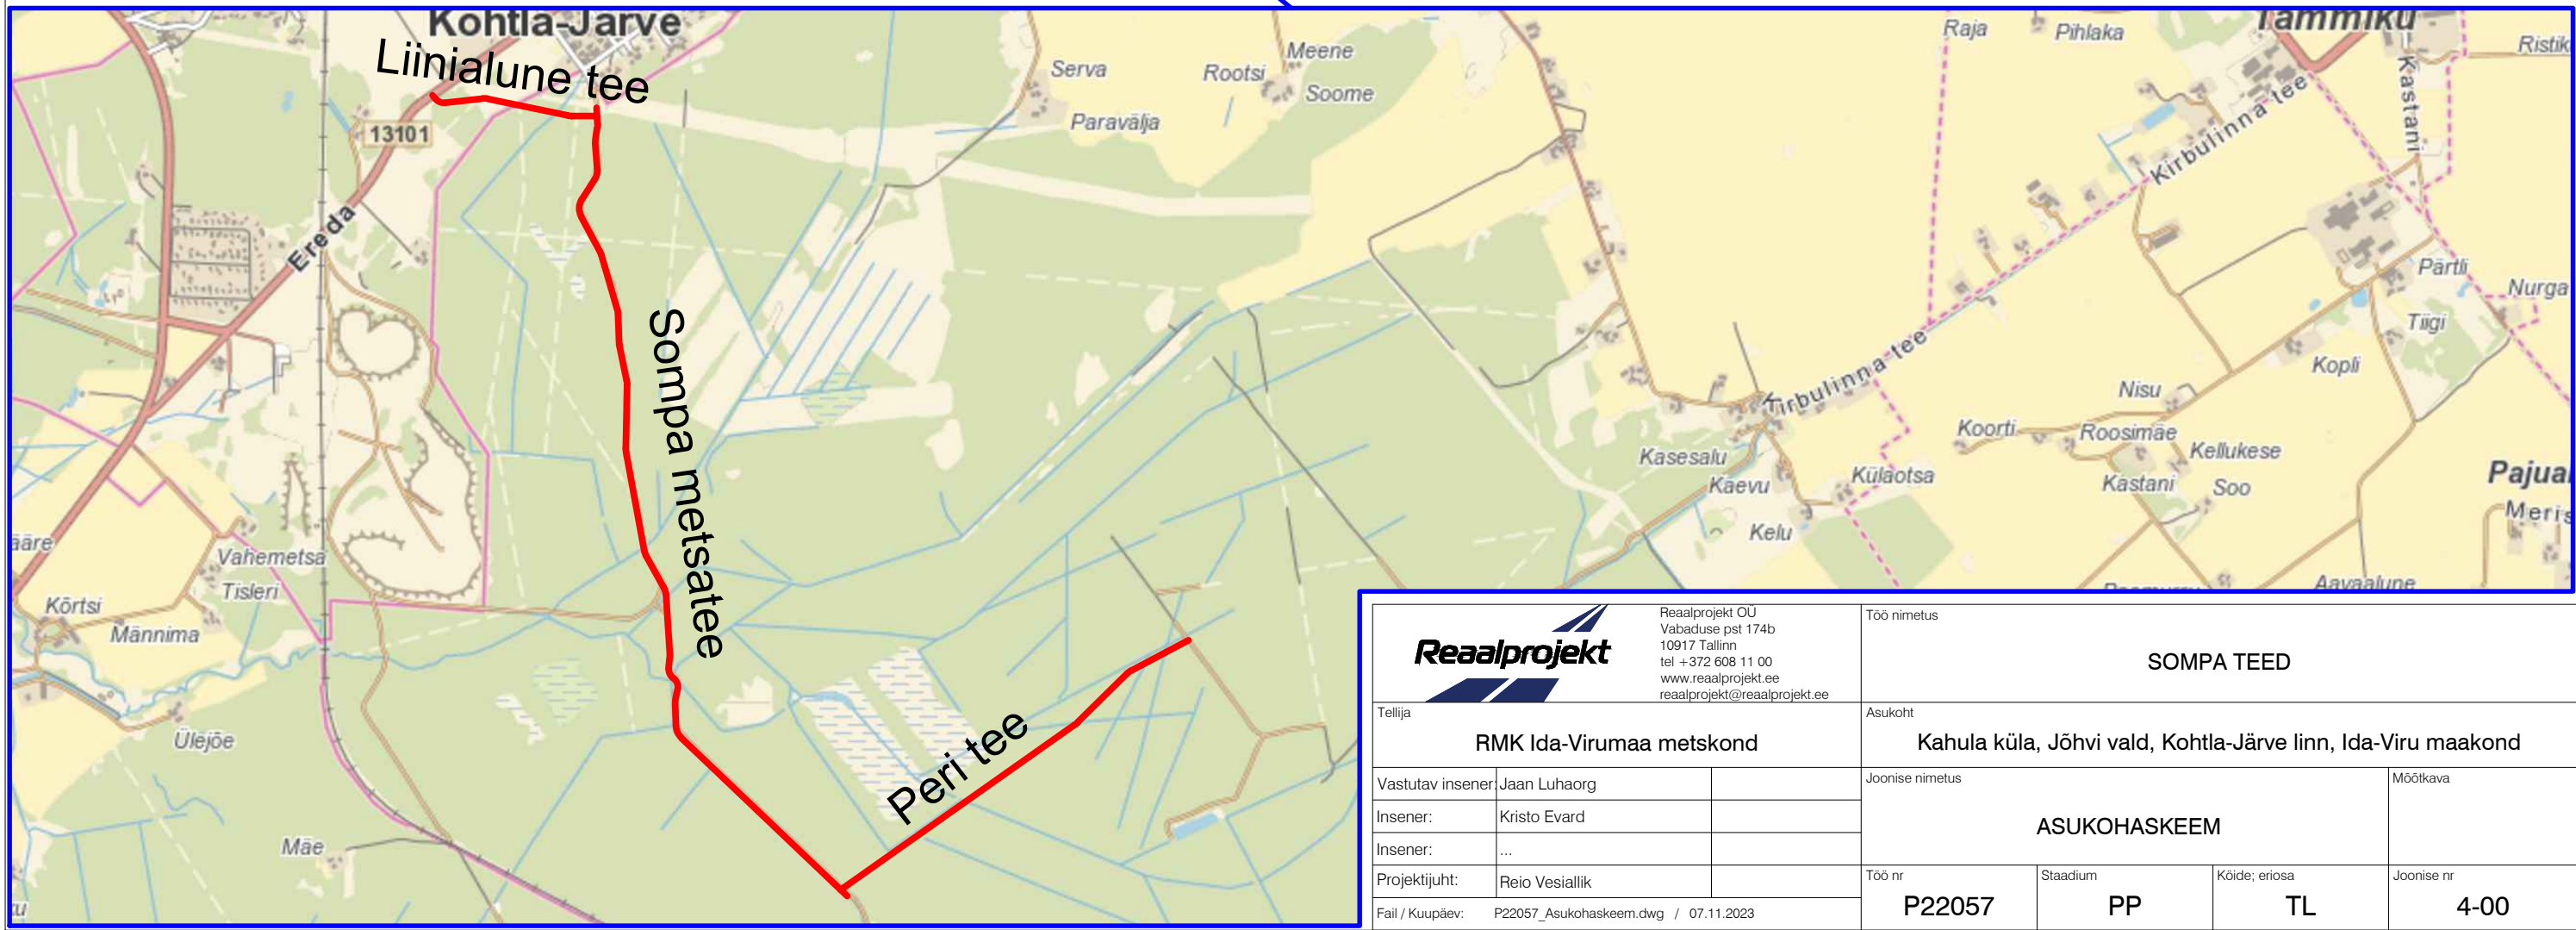 Kohtla-Järve
Liinialune tee
13101
Ereda
Sompa metsatee
Peri tee
Serva
Paravälja
Rootsi
Meene
Soome
Raja
Pihlaka
Tammiku
Ristik
Kastani
Kirbulinna tee
Kirbulinna tee
Pärtli
Nurga
Tiigi
Kopli
Nisu
Koorti
Roosimäe
Kellukese
Kastani
Soo
Pajual
Meris
Kasesalu
Kaevu
Külaotsa
Kelu
Aavaalune
ääre
Vahemetsa
Tisleri
Kõrtsi
Männima
Ülejõe
Mäe
Reaalprojekt
Reaalprojekt OÜ
Vabaduse pst 174b
10917 Tallinn
tel +372 608 11 00
www.reaalprojekt.ee
reaalprojekt@reaalprojekt.ee
Töö nimetus
SOMPA TEED
Tellija
RMK Ida-Virumaa metskond
Asukoht
Kahula küla, Jõhvi vald, Kohtla-Järve linn, Ida-Viru maakond
Vastutav insener: Jaan Luhaorg
Insener: Kristo Evard
Insener: ...
Projektijuht: Reio Vesiallik
Fail / Kuupäev: P22057_Asukohaskeem.dwg / 07.11.2023
Joonise nimetus
ASUKOHASKEEM
Mõõtkava
Töö nr
P22057
Staadium
PP
Köide; eriosa
TL
Joonise nr
4-00